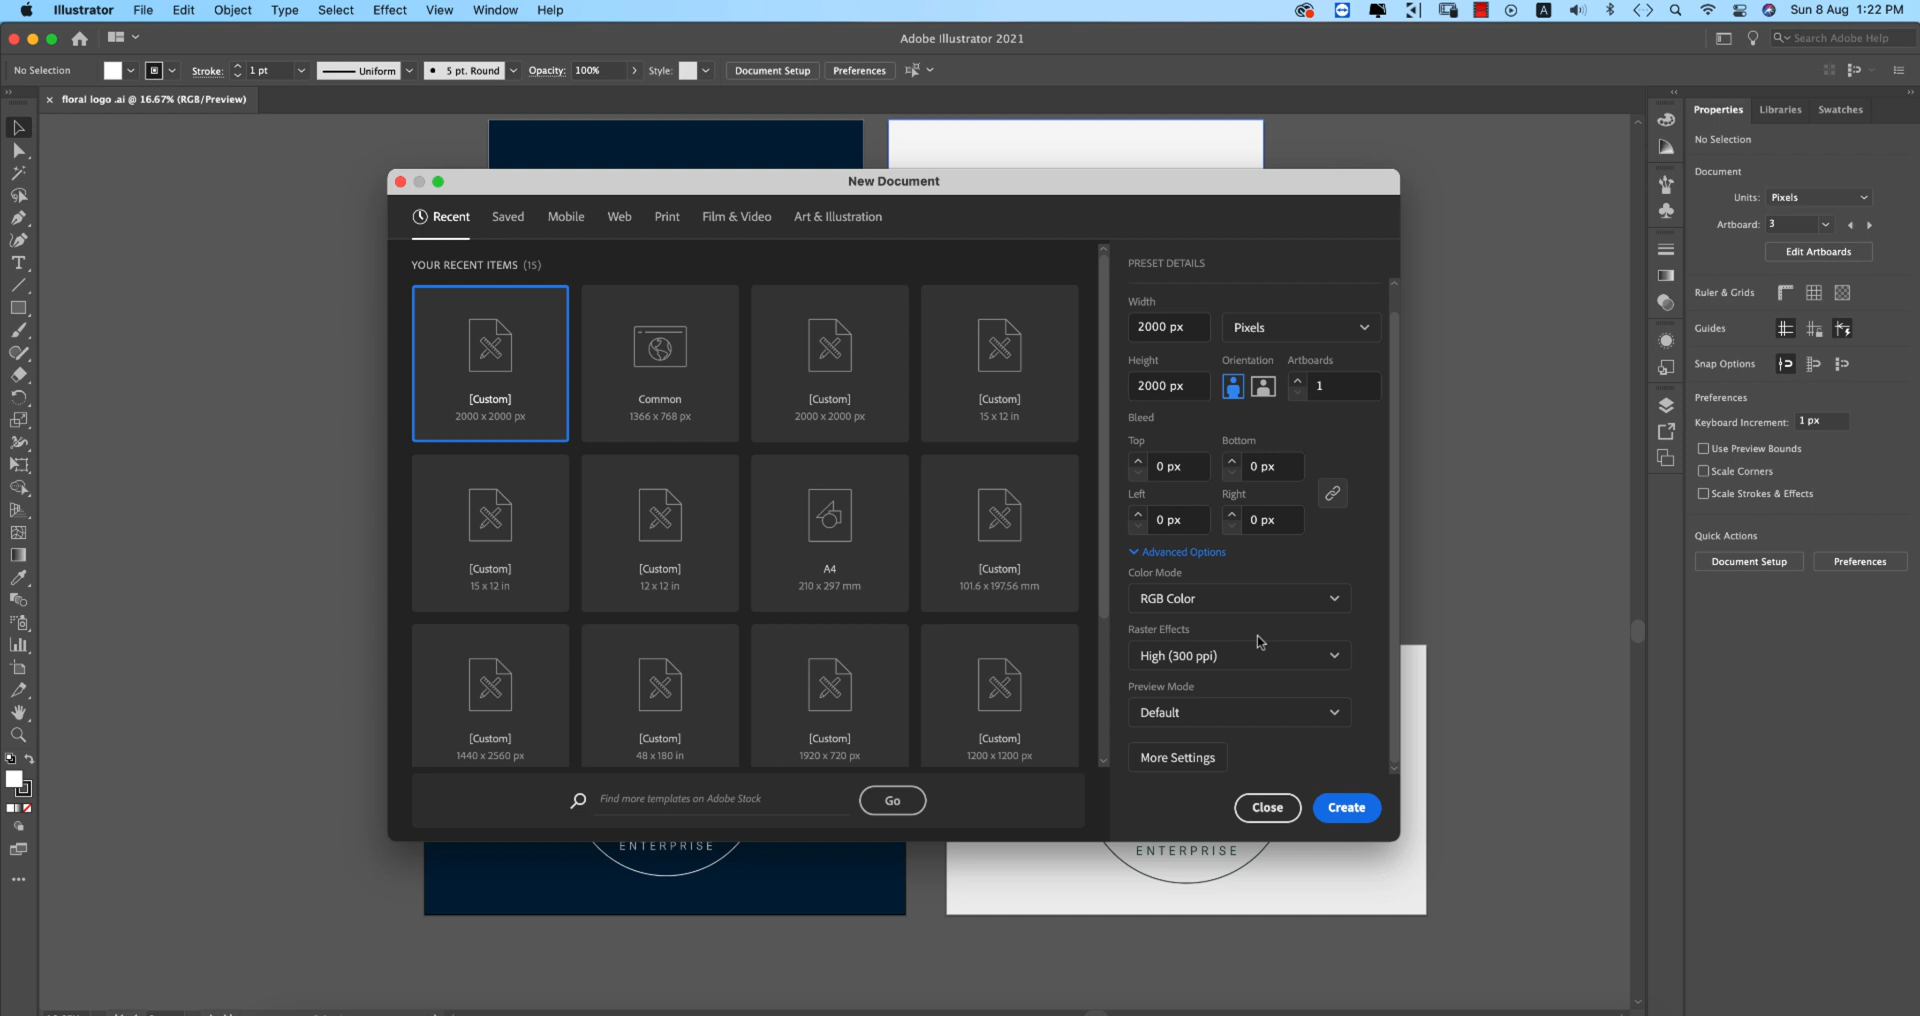 Illustrator File Edit Object Type Select Effect View Window Help
A
Sun 8 Aug 1:22 PM
Adobe Illustrator 2021
Search Adobe Help
No Selection
Stroke: 1 pt
Uniform
5 pt. Round
Opacity: 100%
Style:
Document Setup
Preferences
× floral logo .ai @ 16.67% (RGB/Preview)
New Document
Recent Saved Mobile Web Print Film & Video Art & Illustration
YOUR RECENT ITEMS (15)
[Custom]
2000 x 2000 px
Common
1366 x 768 px
[Custom]
2000 x 2000 px
[Custom]
15 x 12 in
[Custom]
15 x 12 in
[Custom]
12 x 12 in
A4
210 x 297 mm
[Custom]
101.6 x 197.56 mm
[Custom]
1440 x 2560 px
[Custom]
48 x 180 in
[Custom]
1920 x 720 px
[Custom]
1200 x 1200 px
Find more templates on Adobe Stock
Go
PRESET DETAILS
Width
2000 px
Pixels
Height Orientation Artboards
2000 px
1
Bleed
Top Bottom
0 px 0 px
Left Right
0 px 0 px
Advanced Options
Color Mode
RGB Color
Raster Effects
High (300 ppi)
Preview Mode
Default
More Settings
Close
Create
ENTERPRISE
ENTERPRISE
Properties Libraries Swatches
No Selection
Document
Units: Pixels
Artboard: 3
Edit Artboards
Ruler & Grids
Guides
Snap Options
Preferences
Keyboard Increment: 1 px
Use Preview Bounds
Scale Corners
Scale Strokes & Effects
Quick Actions
Document Setup
Preferences